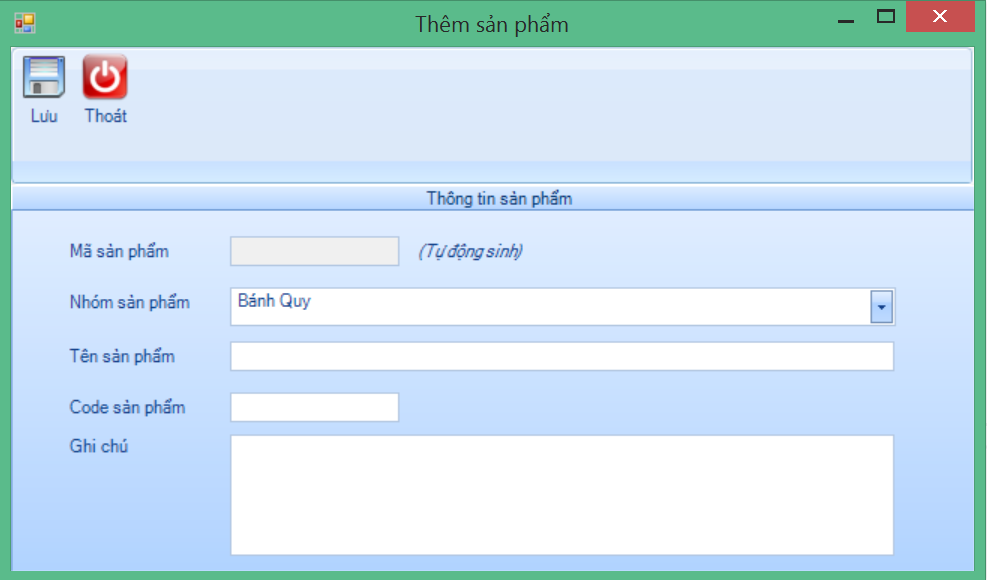 Thêm sản phẩm
Lưu Thoát
Thông tin sản phẩm
Mã sản phẩm (Tự động sinh)
Nhóm sản phẩm Bánh Quy
Tên sản phẩm
Code sản phẩm
Ghi chú